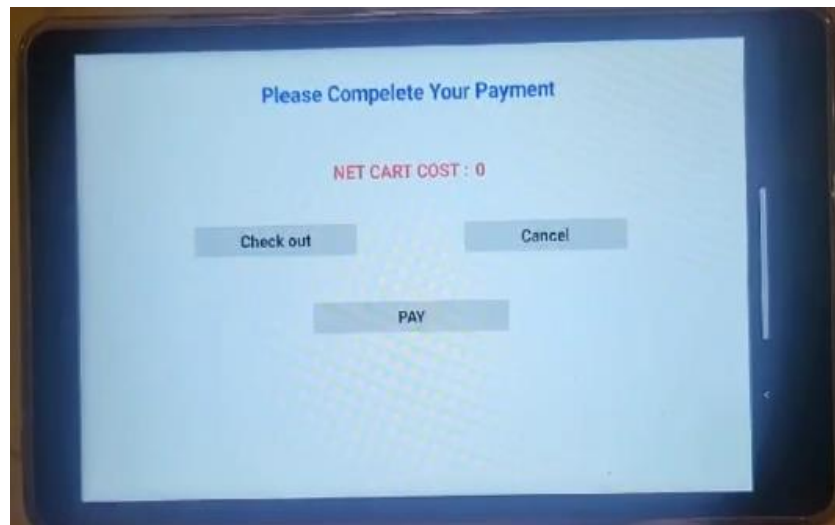 Please Compelete Your Payment
NET CART COST : 0
Check out
Cancel
PAY